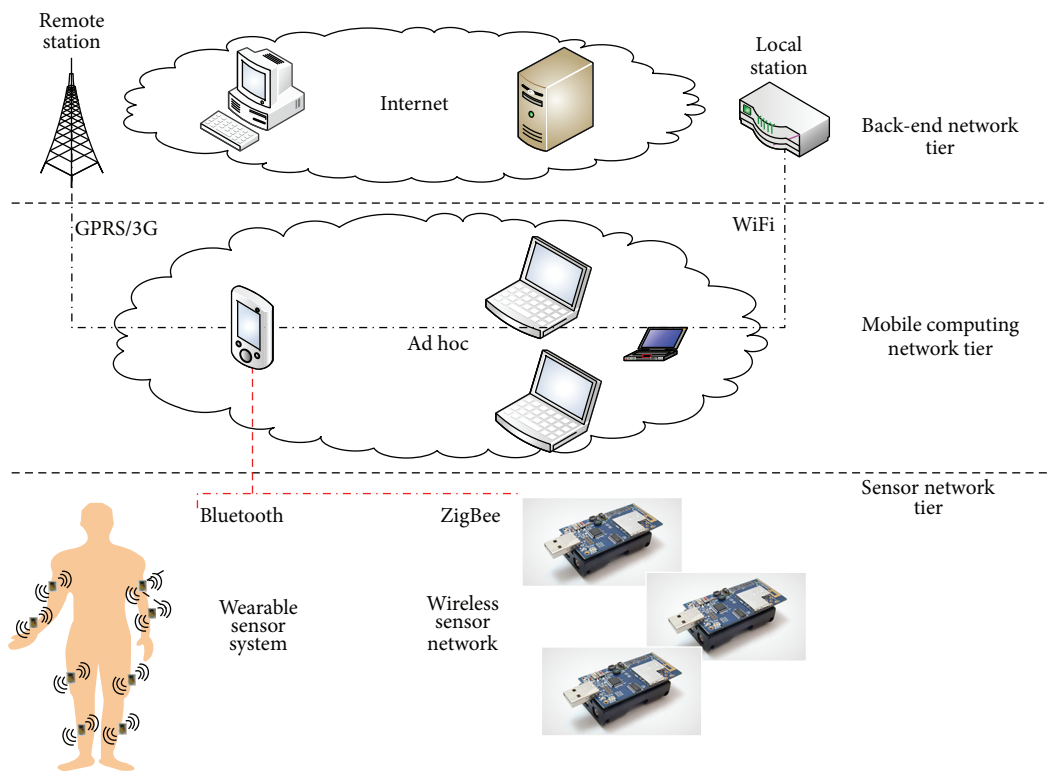 Remote
station
Internet
Local
station
Back-end network
tier
GPRS/3G
WiFi
Ad hoc
Mobile computing
network tier
Sensor network
tier
Bluetooth
ZigBee
Wearable
sensor
system
Wireless
sensor
network